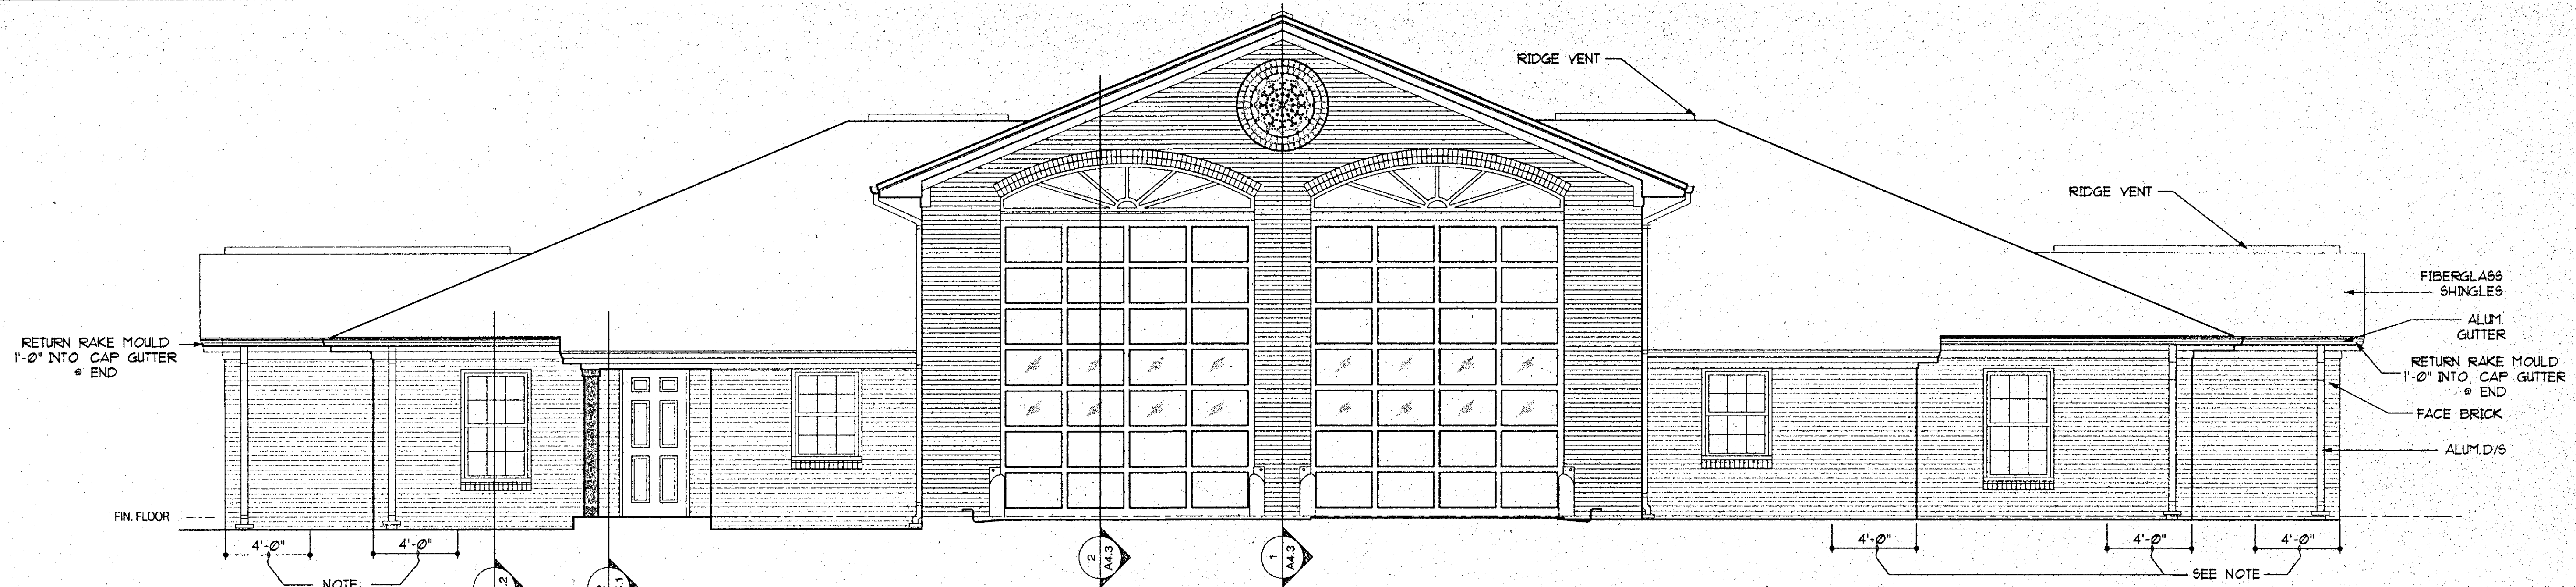 RIDGE VENT
RIDGE VENT
FIBERGLASS
SHINGLES
ALUM.
GUTTER
RETURN RAKE MOULD
1'-0" INTO CAP GUTTER
@ END
RETURN RAKE MOULD
1'-0" INTO CAP GUTTER
@ END
FACE BRICK
ALUM. D/S
FIN. FLOOR
4'-0"
4'-0"
4'-0"
4'-0"
4'-0"
2
A4.3
1
A4.3
NOTE:
SEE NOTE